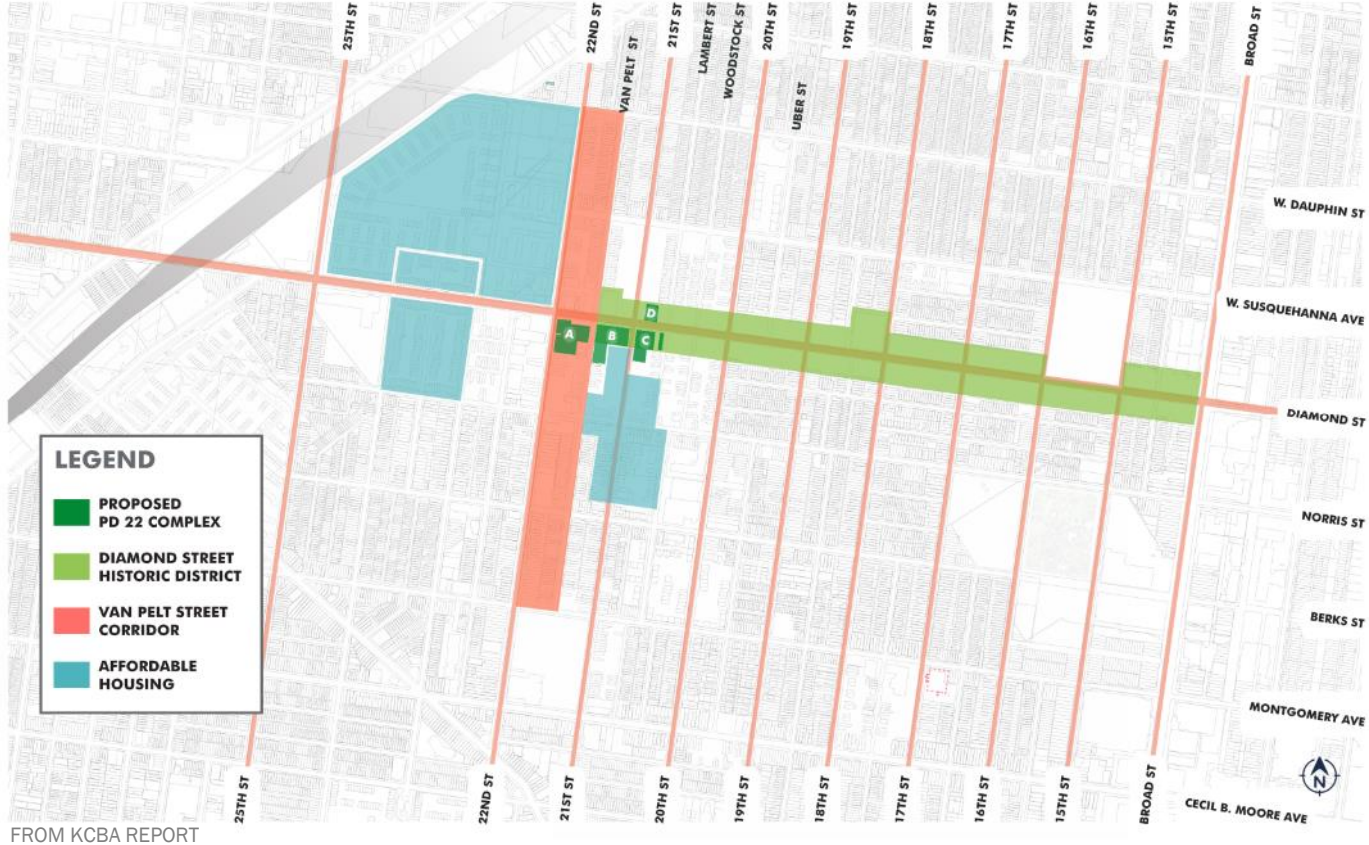 25TH ST
22ND ST
VAN PELT ST
21ST ST
LAMBERT ST
WOODSTOCK ST
20TH ST
UBER ST
19TH ST
18TH ST
17TH ST
16TH ST
15TH ST
BROAD ST
W. DAUPHIN ST
W. SUSQUEHANNA AVE
D
A
B
C
DIAMOND ST
LEGEND
PROPOSED
PD 22 COMPLEX
DIAMOND STREET
HISTORIC DISTRICT
VAN PELT STREET
CORRIDOR
AFFORDABLE
HOUSING
NORRIS ST
BERKS ST
MONTGOMERY AVE
25TH ST
22ND ST
21ST ST
20TH ST
19TH ST
18TH ST
17TH ST
16TH ST
15TH ST
BROAD ST
N
CECIL B. MOORE AVE
FROM KCBA REPORT